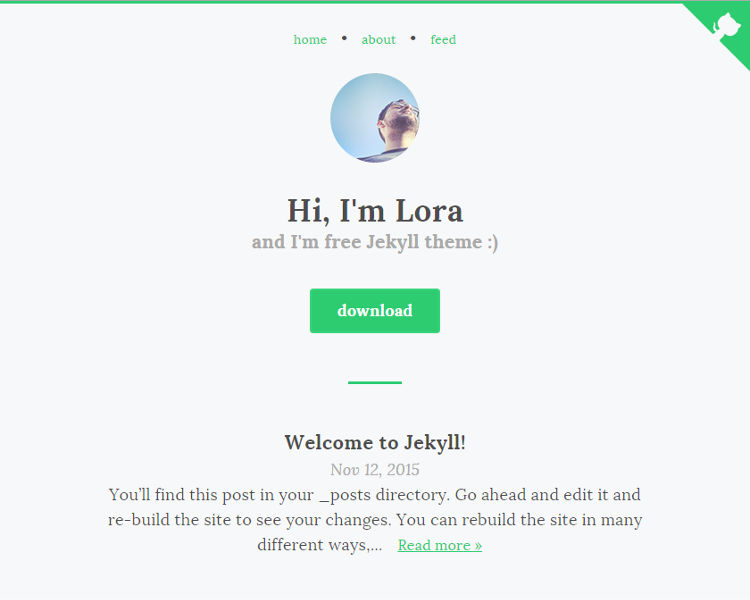 home • about • feed
Hi, I'm Lora
and I'm free Jekyll theme :)
download
Welcome to Jekyll!
Nov 12, 2015
You’ll find this post in your _posts directory. Go ahead and edit it and
re-build the site to see your changes. You can rebuild the site in many
different ways,... Read more »